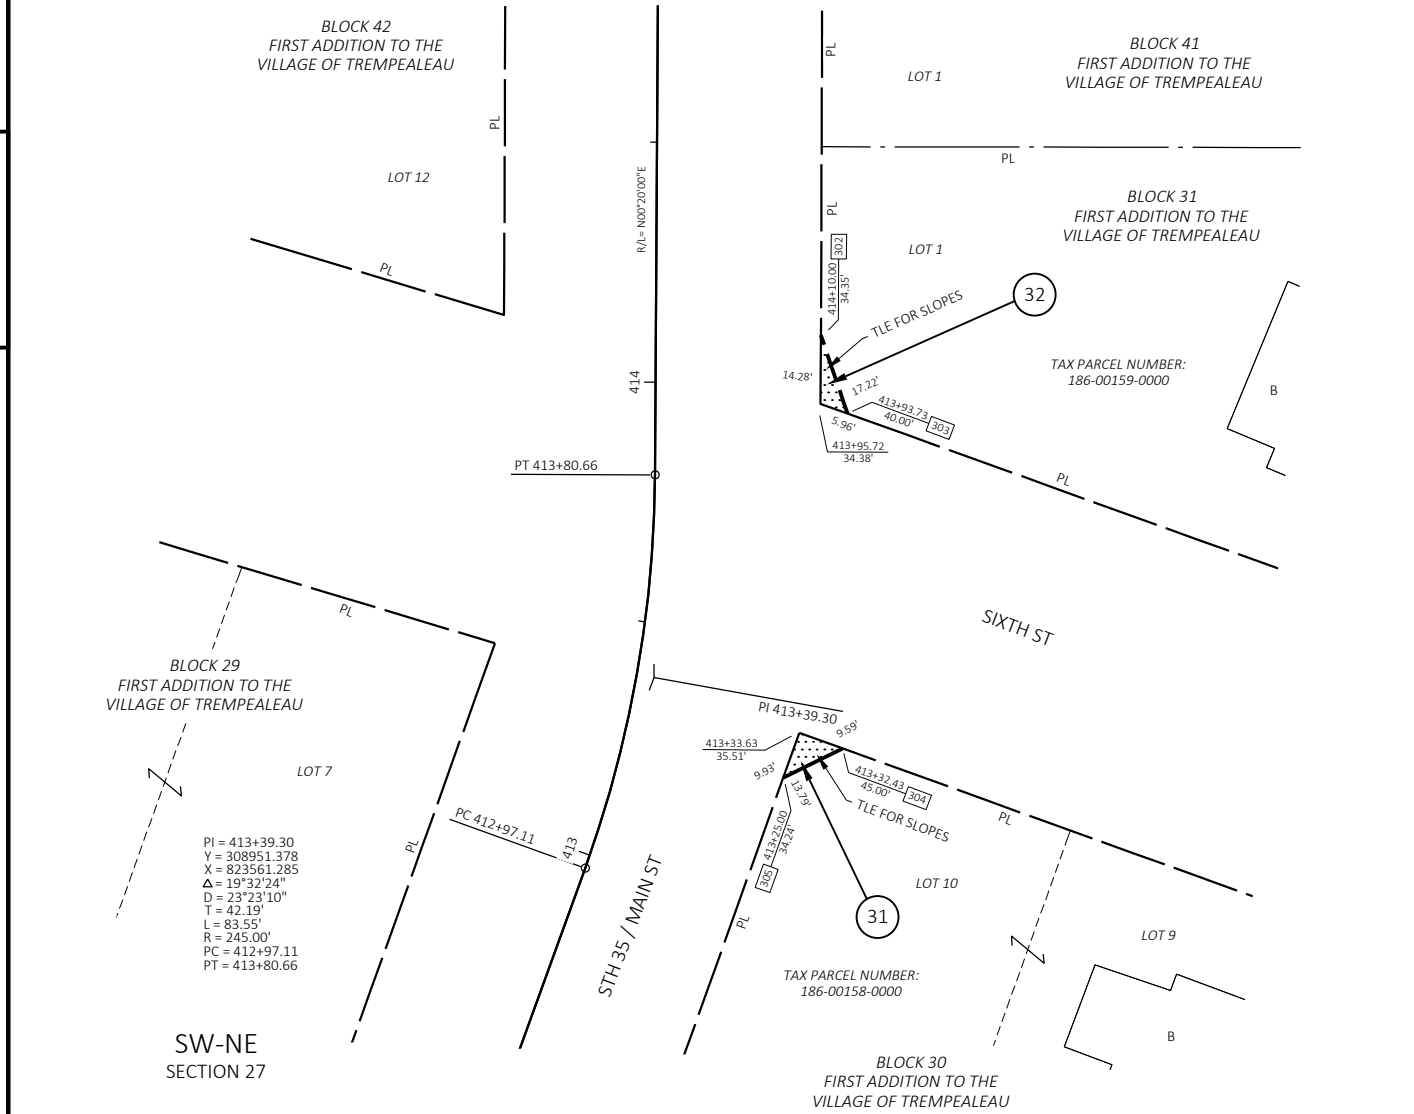 BLOCK 42
FIRST ADDITION TO THE
VILLAGE OF TREMPEALEAU
PL
LOT 12
PL
R/L= N00°20'00"E
PL
LOT 1
BLOCK 41
FIRST ADDITION TO THE
VILLAGE OF TREMPEALEAU
PL
PL
BLOCK 31
FIRST ADDITION TO THE
VILLAGE OF TREMPEALEAU
LOT 1
302
414+10.00
34.35'
TLE FOR SLOPES
32
TAX PARCEL NUMBER:
186-00159-0000
B
14.28'
17.22'
5.96'
413+93.73
40.00'
303
413+95.72
34.38'
PL
414
PT 413+80.66
PL
BLOCK 29
FIRST ADDITION TO THE
VILLAGE OF TREMPEALEAU
LOT 7
SIXTH ST
PI 413+39.30
413+33.63
35.51'
9.59'
9.93'
13.79'
413+32.43
45.00'
304
TLE FOR SLOPES
305
413+25.00
34.24'
PL
PC 412+97.11
413
PL
LOT 10
31
PI = 413+39.30
Y = 308951.378
X = 823561.285
Δ = 19°32'24"
D = 23°23'10"
T = 42.19'
L = 83.55'
R = 245.00'
PC = 412+97.11
PT = 413+80.66
STH 35 / MAIN ST
PL
LOT 9
TAX PARCEL NUMBER:
186-00158-0000
B
SW-NE
SECTION 27
BLOCK 30
FIRST ADDITION TO THE
VILLAGE OF TREMPEALEAU